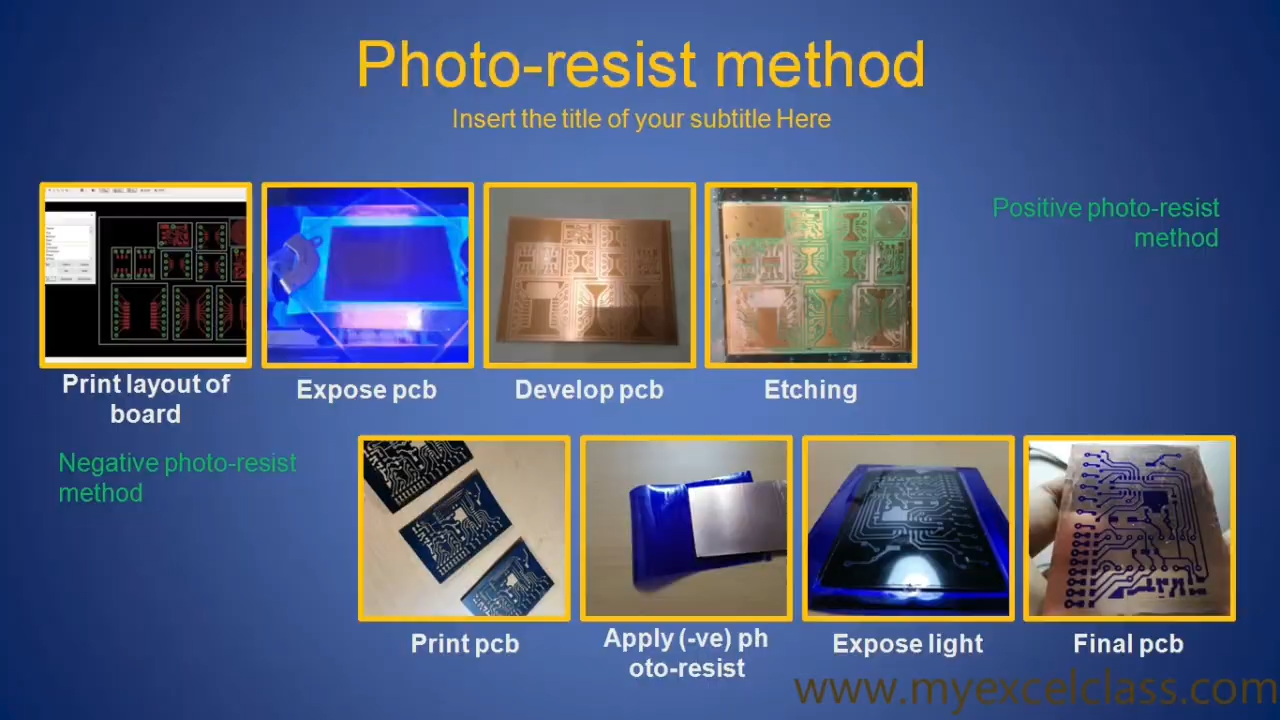 Photo-resist method
Insert the title of your subtitle Here
Positive photo-resist
method
Print layout of
board
Expose pcb
Develop pcb
Etching
Negative photo-resist
method
Print pcb
Apply (-ve) ph
oto-resist
Expose light
Final pcb
www.myexcelclass.com